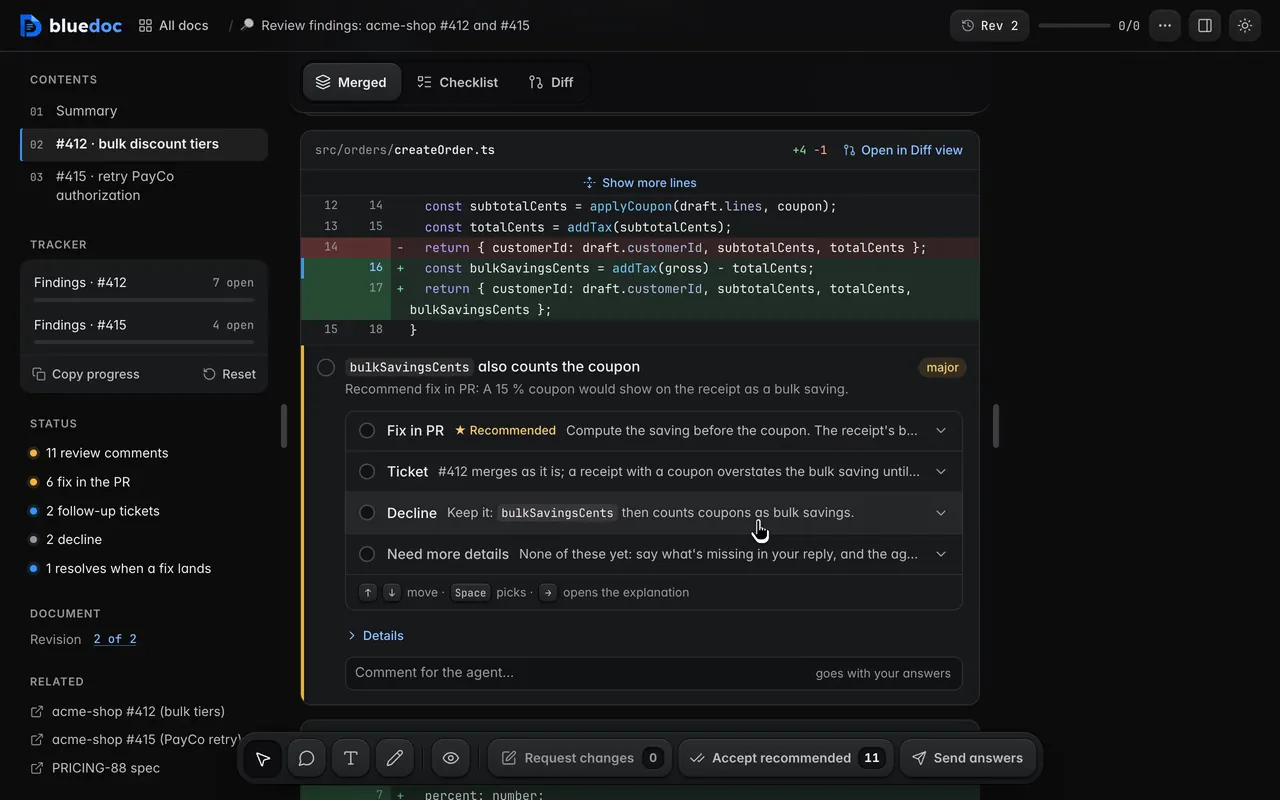 bluedoc
All docs
/ Review findings: acme-shop #412 and #415
Rev 2
0/0
CONTENTS
01 Summary
02 #412 · bulk discount tiers
03 #415 · retry PayCo
authorization
TRACKER
Findings · #412 7 open
Findings · #415 4 open
Copy progress
Reset
STATUS
11 review comments
6 fix in the PR
2 follow-up tickets
2 decline
1 resolves when a fix lands
DOCUMENT
Revision 2 of 2
RELATED
acme-shop #412 (bulk tiers)
acme-shop #415 (PayCo retry)
PRICING-88 spec
Merged
Checklist
Diff
src/orders/createOrder.ts
+4 -1
Open in Diff view
Show more lines
12 14 const subtotalCents = applyCoupon(draft.lines, coupon);
13 15 const totalCents = addTax(subtotalCents);
14 - return { customerId: draft.customerId, subtotalCents, totalCents };
16 + const bulkSavingsCents = addTax(gross) - totalCents;
17 + return { customerId: draft.customerId, subtotalCents, totalCents,
bulkSavingsCents };
15 18 }
bulkSavingsCents also counts the coupon
major
Recommend fix in PR: A 15 % coupon would show on the receipt as a bulk saving.
Fix in PR ★ Recommended Compute the saving before the coupon. The receipt's b...
Ticket #412 merges as it is; a receipt with a coupon overstates the bulk saving until...
Decline Keep it: bulkSavingsCents then counts coupons as bulk savings.
Need more details None of these yet: say what's missing in your reply, and the ag...
↑ ↓ move · Space picks · → opens the explanation
Details
Comment for the agent...
goes with your answers
Request changes 0
Accept recommended 11
Send answers
7 + percent: number;